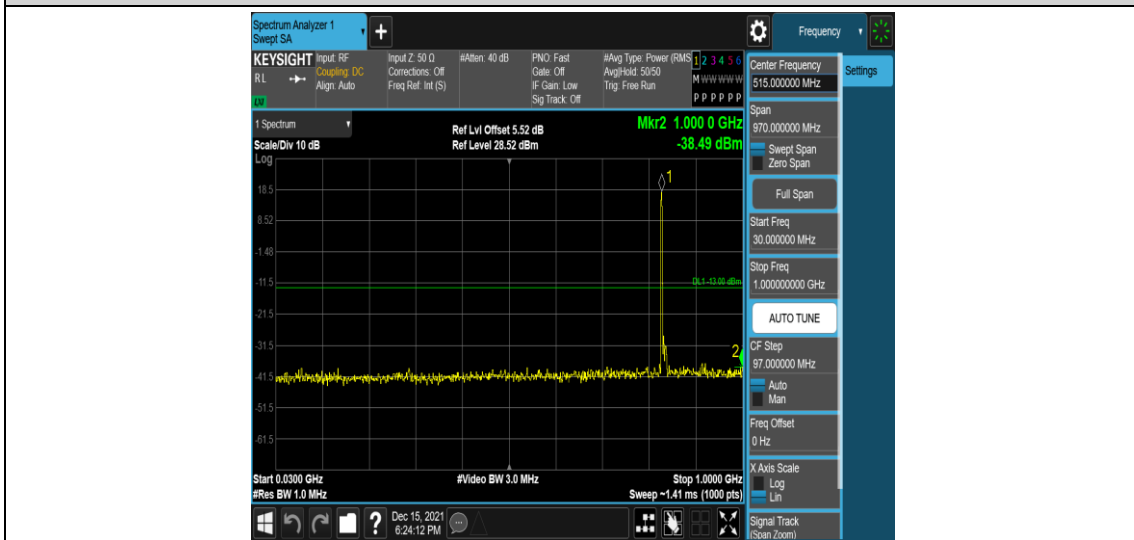 Spectrum Analyzer 1
Swept SA
+
Frequency
KEYSIGHT
RL
LXI
Input: RF
Coupling: DC
Align: Auto
Input Z: 50 Ω
Corrections: Off
Freq Ref: Int (S)
#Atten: 40 dB
PNO: Fast
Gate: Off
IF Gain: Low
Sig Track: Off
#Avg Type: Power (RMS
Avg|Hold: 50/50
Trig: Free Run
1 2 3 4 5 6
M W W W W W
P P P P P P
Center Frequency
515.000000 MHz
Settings
1 Spectrum
Ref Lvl Offset 5.52 dB
Mkr2 1.000 0 GHz
Scale/Div 10 dB
Ref Level 28.52 dBm
-38.49 dBm
Log
1
18.5
8.52
-1.48
-11.5
DL1 -13.00 dBm
-21.5
-31.5
2
-41.5
-51.5
-61.5
Start 0.0300 GHz
#Video BW 3.0 MHz
Stop 1.0000 GHz
#Res BW 1.0 MHz
Sweep ~1.41 ms (1000 pts)
Span
970.000000 MHz
Swept Span
Zero Span
Full Span
Start Freq
30.000000 MHz
Stop Freq
1.000000000 GHz
AUTO TUNE
CF Step
97.000000 MHz
Auto
Man
Freq Offset
0 Hz
X Axis Scale
Log
Lin
Signal Track
(Span Zoom)
?
Dec 15, 2021
6:24:12 PM